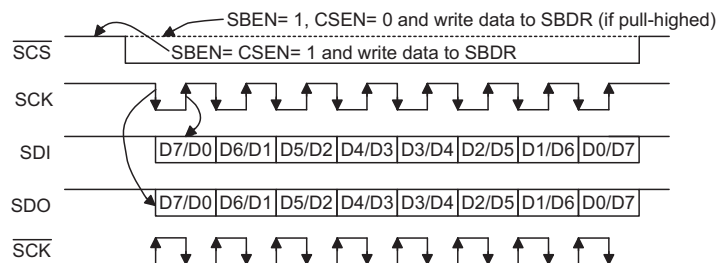 SBEN= 1, CSEN= 0 and write data to SBDR (if pull-highed)
SCS
SBEN= CSEN= 1 and write data to SBDR
SCK
SDI D7/D0 D6/D1 D5/D2 D4/D3 D3/D4 D2/D5 D1/D6 D0/D7
SDO D7/D0 D6/D1 D5/D2 D4/D3 D3/D4 D2/D5 D1/D6 D0/D7
SCK